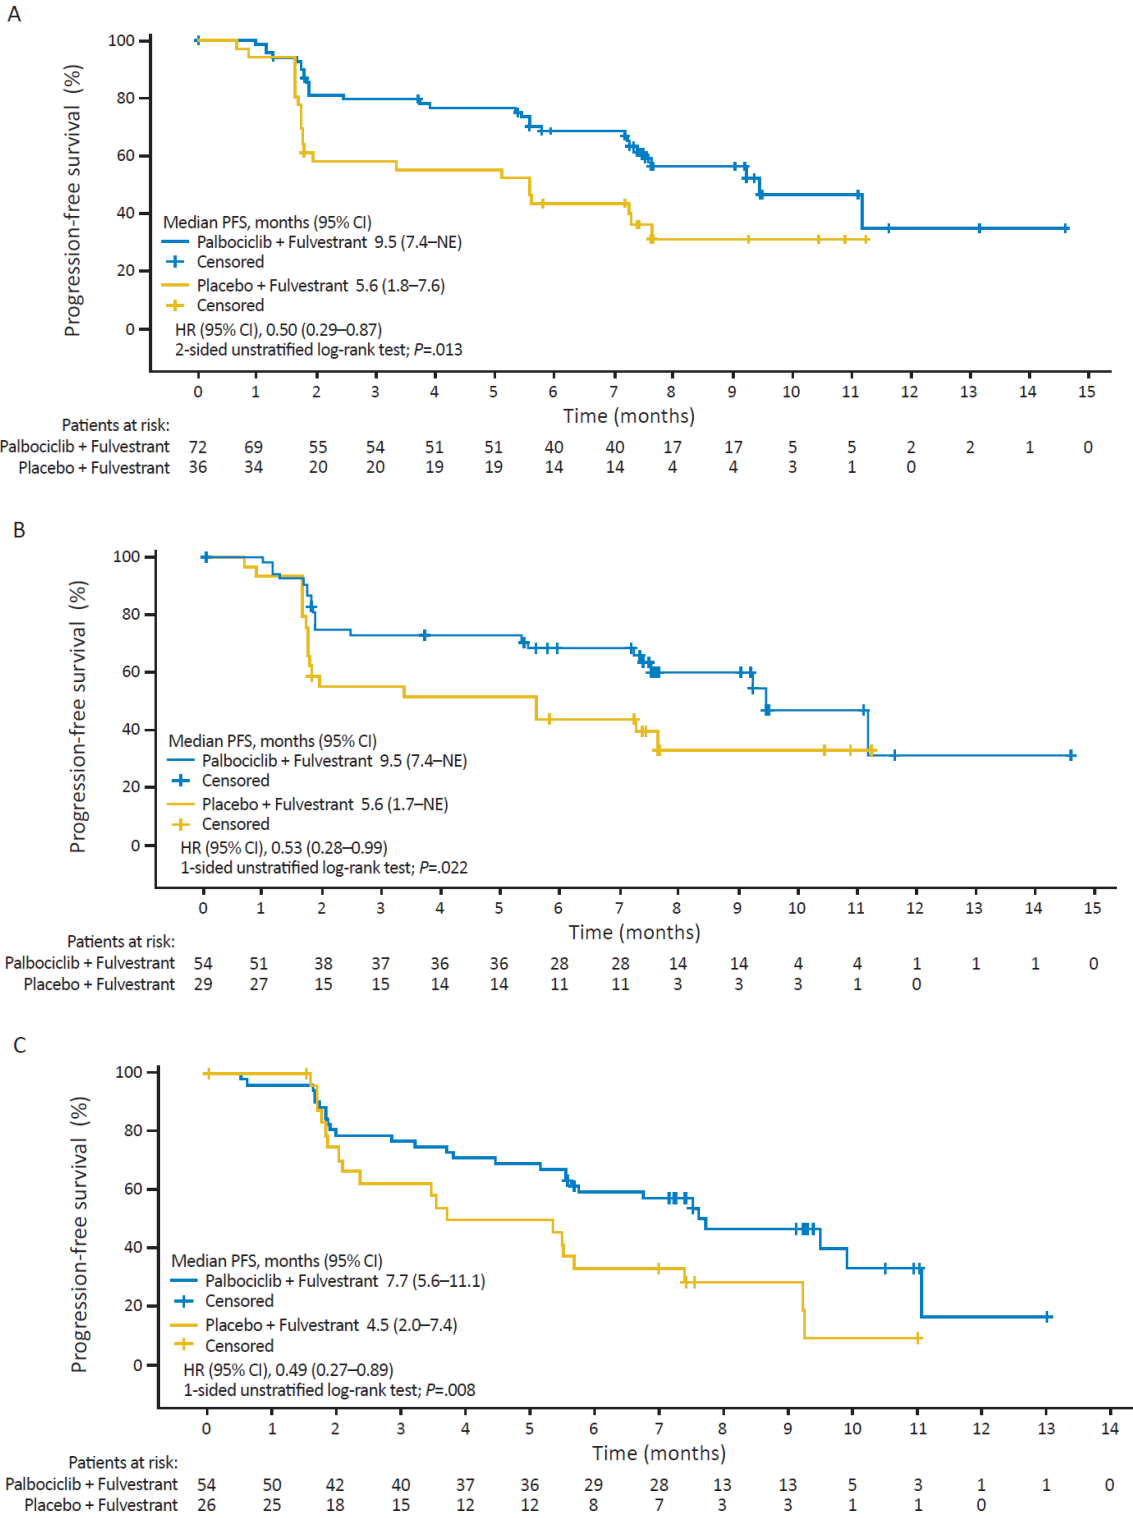 A
Progression-free survival (%)
100
80
60
40
20
0
Median PFS, months (95% CI)
Palbociclib + Fulvestrant 9.5 (7.4–NE)
Censored
Placebo + Fulvestrant 5.6 (1.8–7.6)
Censored
HR (95% CI), 0.50 (0.29–0.87)
2-sided unstratified log-rank test; P=.013
0 1 2 3 4 5 6 7 8 9 10 11 12 13 14 15
Time (months)
Patients at risk:
Palbociclib + Fulvestrant 72 69 55 54 51 51 40 40 17 17 5 5 2 2 1 0
Placebo + Fulvestrant 36 34 20 20 19 19 14 14 4 4 3 1 0
B
Progression-free survival (%)
100
80
60
40
20
0
Median PFS, months (95% CI)
Palbociclib + Fulvestrant 9.5 (7.4–NE)
Censored
Placebo + Fulvestrant 5.6 (1.7–NE)
Censored
HR (95% CI), 0.53 (0.28–0.99)
1-sided unstratified log-rank test; P=.022
0 1 2 3 4 5 6 7 8 9 10 11 12 13 14 15
Time (months)
Patients at risk:
Palbociclib + Fulvestrant 54 51 38 37 36 36 28 28 14 14 4 4 1 1 1 0
Placebo + Fulvestrant 29 27 15 15 14 14 11 11 3 3 3 1 0
C
Progression-free survival (%)
100
80
60
40
20
0
Median PFS, months (95% CI)
Palbociclib + Fulvestrant 7.7 (5.6–11.1)
Censored
Placebo + Fulvestrant 4.5 (2.0–7.4)
Censored
HR (95% CI), 0.49 (0.27–0.89)
1-sided unstratified log-rank test; P=.008
0 1 2 3 4 5 6 7 8 9 10 11 12 13 14
Time (months)
Patients at risk:
Palbociclib + Fulvestrant 54 50 42 40 37 36 29 28 13 13 5 3 1 1 0
Placebo + Fulvestrant 26 25 18 15 12 12 8 7 3 3 1 1 0